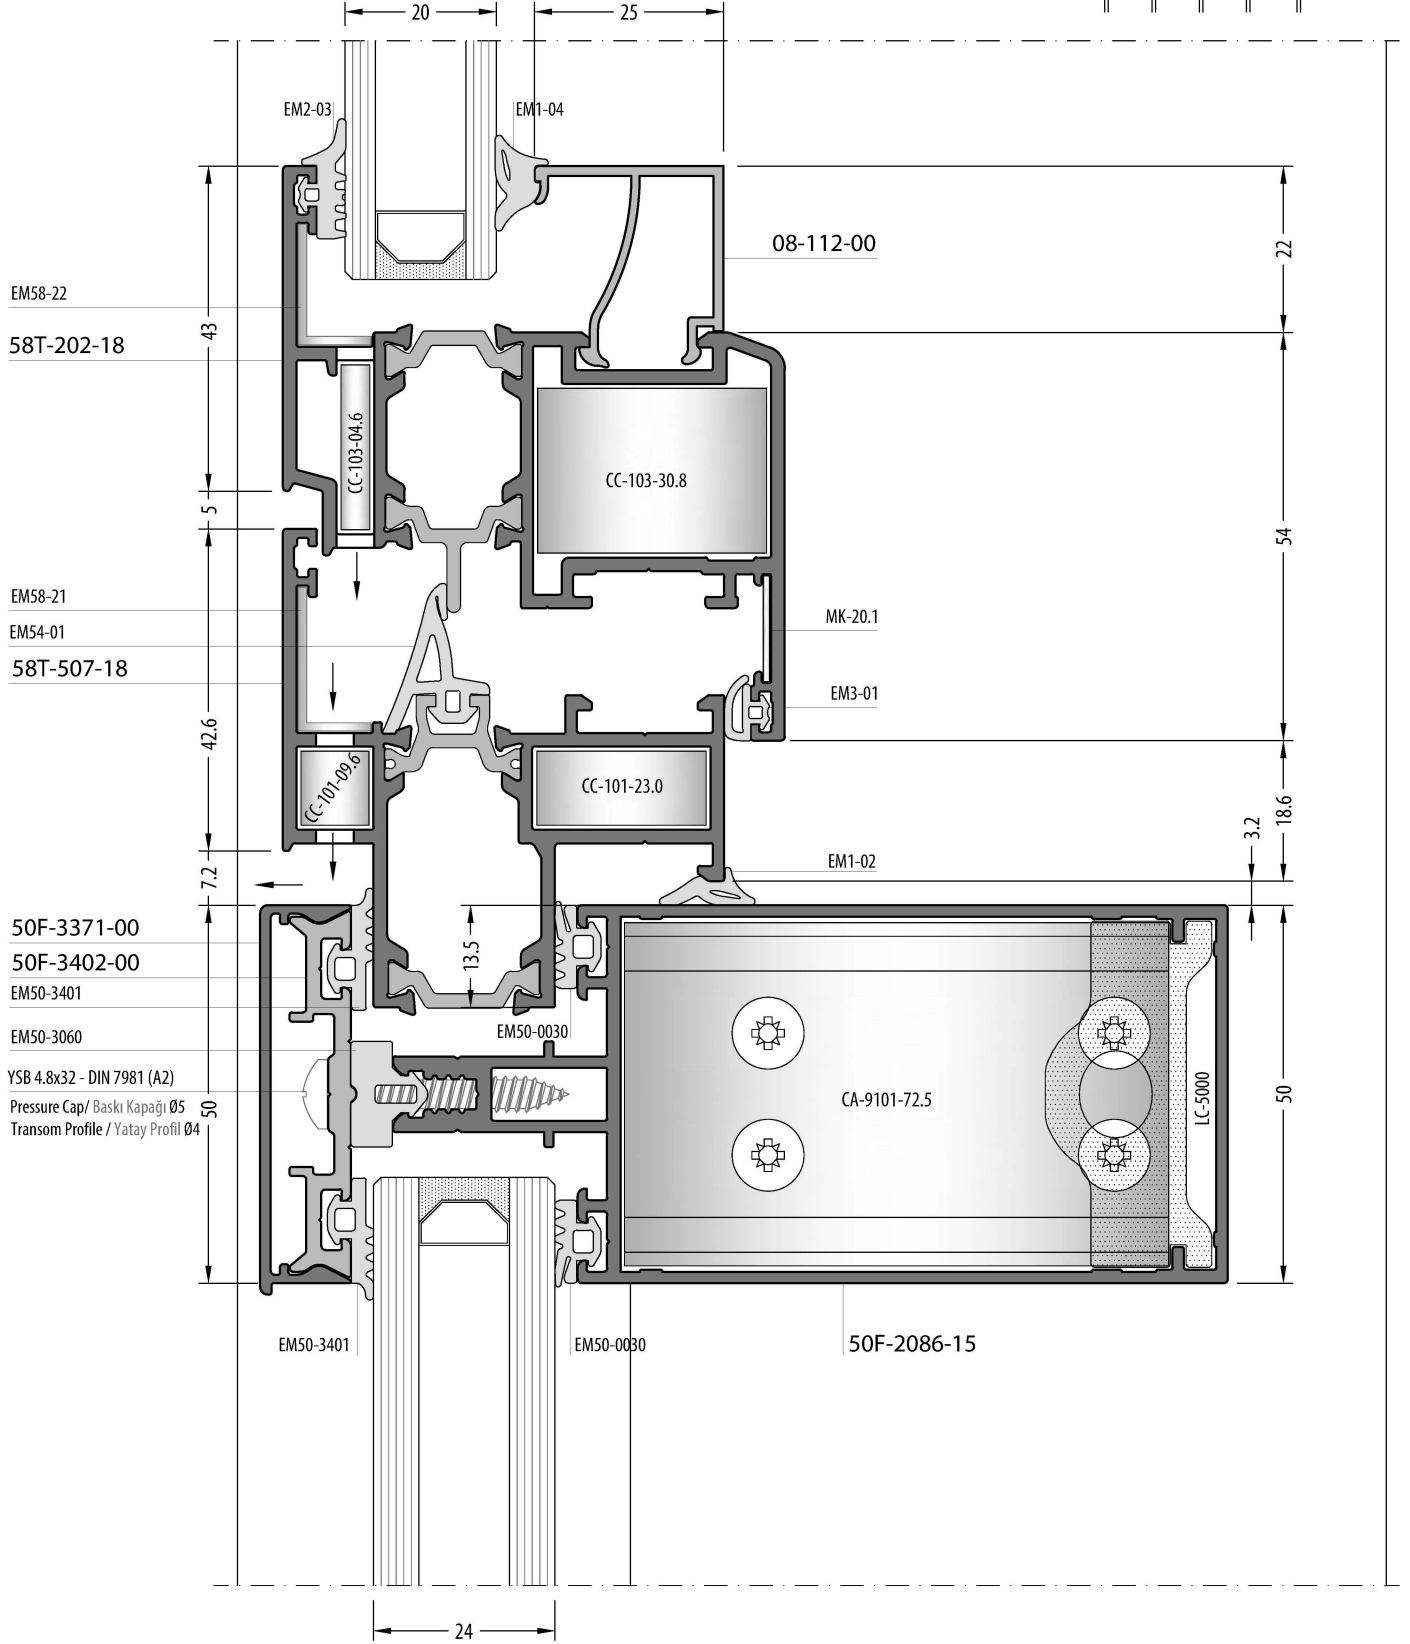 20
25
EM2-03
EM1-04
08-112-00
22
EM58-22
43
58T-202-18
CC-103-04.6
CC-103-30.8
5
54
EM58-21
MK-20.1
EM54-01
58T-507-18
EM3-01
42.6
CC-101-09.6
CC-101-23.0
18.6
3.2
EM1-02
7.2
50F-3371-00
50F-3402-00
13.5
EM50-3401
EM50-0030
EM50-3060
YSB 4.8x32 - DIN 7981 (A2)
Pressure Cap/ Baskı Kapağı Ø5
50
Transom Profile / Yatay Profil Ø4
CA-9101-72.5
LC-5000
50
EM50-3401
EM50-0030
50F-2086-15
24